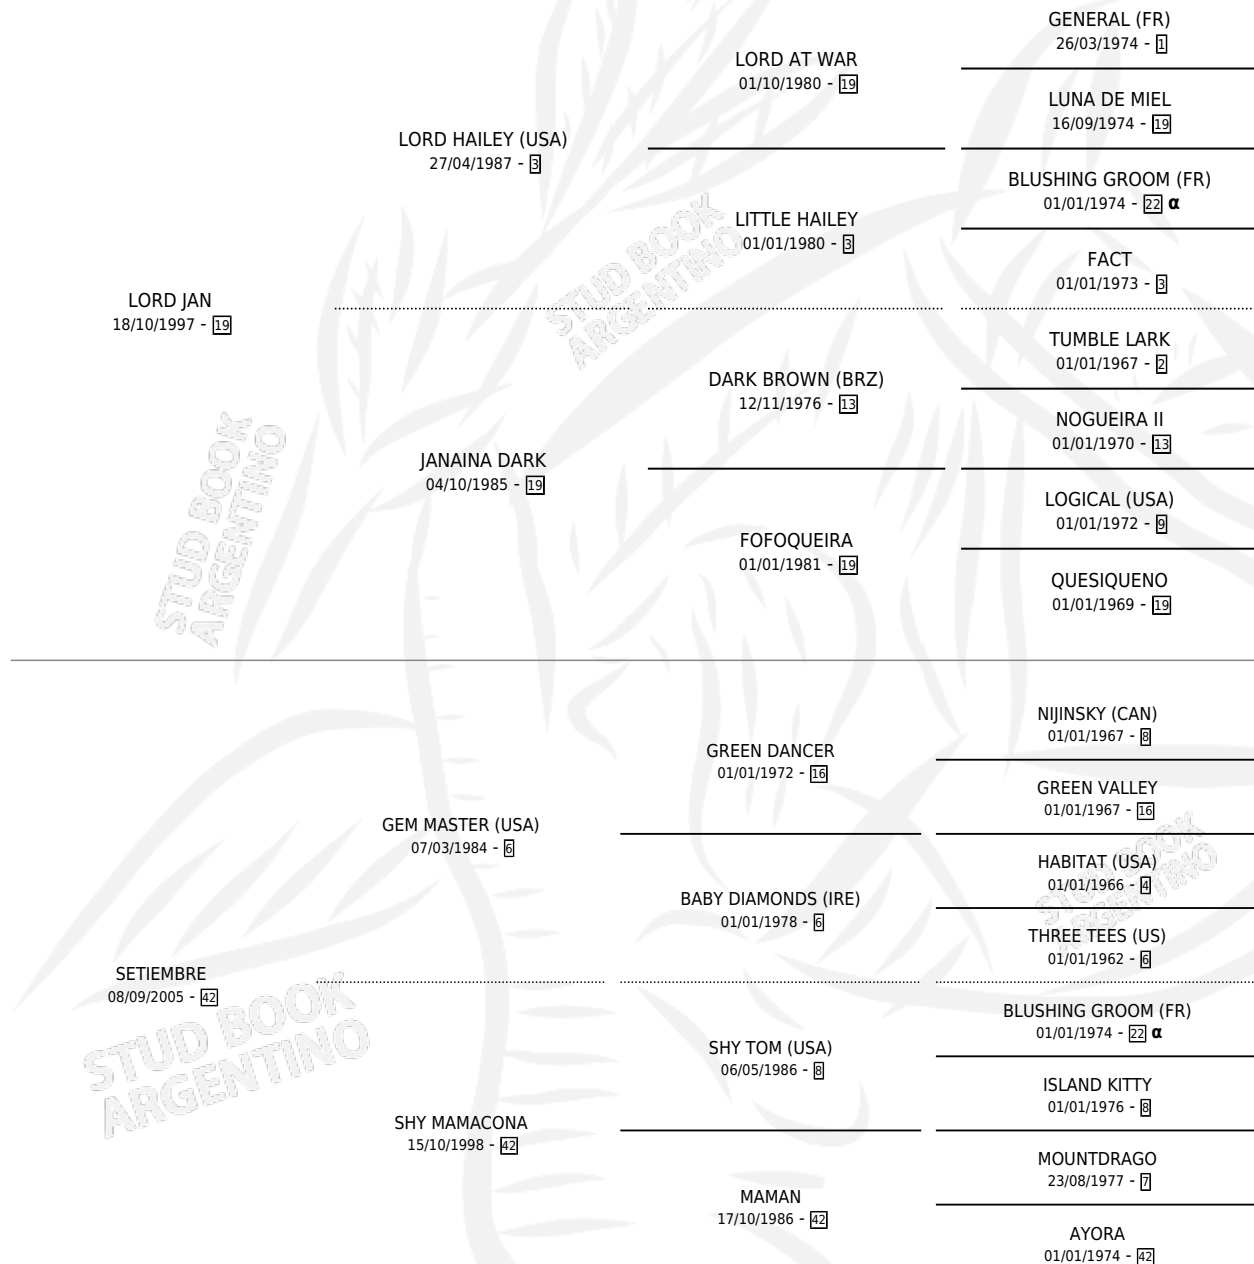 GENERAL (FR)
26/03/1974 - 1
LORD AT WAR
01/10/1980 - 19
LUNA DE MIEL
16/09/1974 - 19
LORD HAILEY (USA)
27/04/1987 - 3
BLUSHING GROOM (FR)
01/01/1974 - 22 α
LITTLE HAILEY
01/01/1980 - 3
FACT
01/01/1973 - 3
STUD BOOK
ARGENTINO
LORD JAN
18/10/1997 - 19
TUMBLE LARK
01/01/1967 - 2
DARK BROWN (BRZ)
12/11/1976 - 13
NOGUEIRA II
01/01/1970 - 13
JANAINA DARK
04/10/1985 - 19
LOGICAL (USA)
01/01/1972 - 9
FOFOQUEIRA
01/01/1981 - 19
QUESIQUENO
01/01/1969 - 19
STUD BOOK
ARGENTINO
NIJINSKY (CAN)
01/01/1967 - 8
GREEN DANCER
01/01/1972 - 16
GREEN VALLEY
01/01/1967 - 16
GEM MASTER (USA)
07/03/1984 - 6
HABITAT (USA)
01/01/1966 - 4
BABY DIAMONDS (IRE)
01/01/1978 - 6
THREE TEES (US)
01/01/1962 - 6
STUD BOOK
ARGENTINO
SETIEMBRE
08/09/2005 - 42
BLUSHING GROOM (FR)
01/01/1974 - 22 α
SHY TOM (USA)
06/05/1986 - 8
ISLAND KITTY
01/01/1976 - 8
STUD BOOK
ARGENTINO
SHY MAMACONA
15/10/1998 - 42
MOUNTDRAGO
23/08/1977 - 7
MAMAN
17/10/1986 - 42
AYORA
01/01/1974 - 42